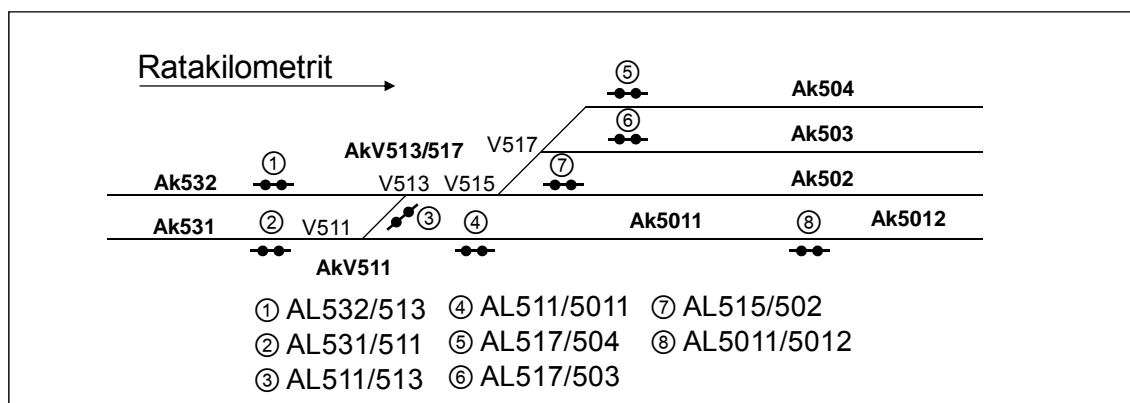 Ratakilometrit
⑤
Ak504
⑥
Ak503
AkV513/517
V517
①
⑦
Ak532
V513
V515
Ak502
Ak531
②
V511
③
④
Ak5011
⑧
Ak5012
AkV511
① AL532/513
④ AL511/5011
⑦ AL515/502
② AL531/511
⑤ AL517/504
⑧ AL5011/5012
③ AL511/513
⑥ AL517/503